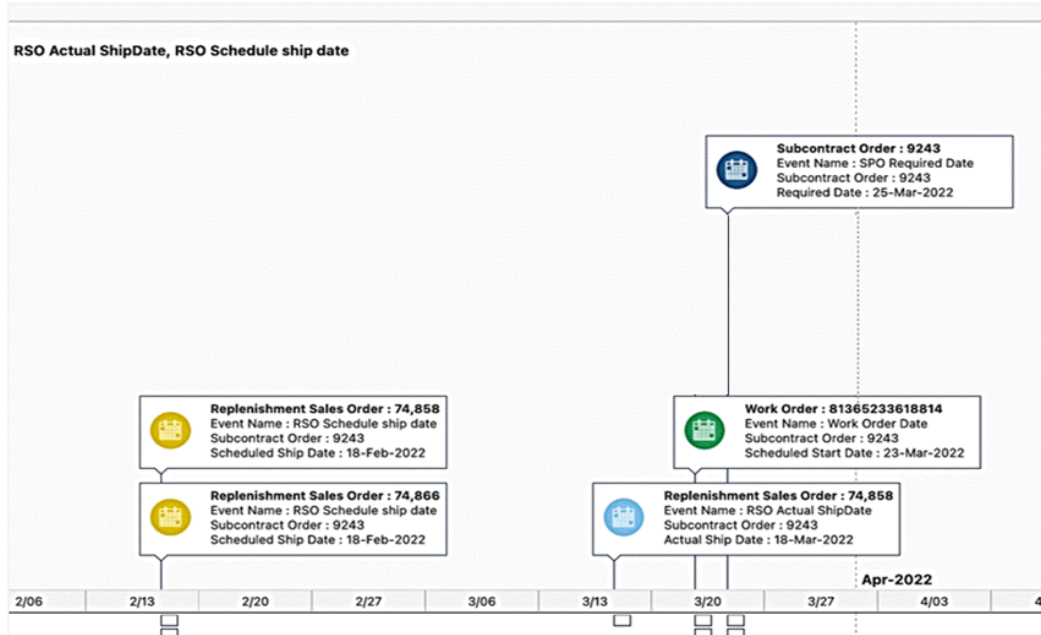 RSO Actual ShipDate, RSO Schedule ship date
Subcontract Order : 9243
Event Name : SPO Required Date
Subcontract Order : 9243
Required Date : 25-Mar-2022
Replenishment Sales Order : 74,858
Event Name : RSO Schedule ship date
Subcontract Order : 9243
Scheduled Ship Date : 18-Feb-2022
Work Order : 81365233618814
Event Name : Work Order Date
Subcontract Order : 9243
Scheduled Start Date : 23-Mar-2022
Replenishment Sales Order : 74,866
Event Name : RSO Schedule ship date
Subcontract Order : 9243
Scheduled Ship Date : 18-Feb-2022
Replenishment Sales Order : 74,858
Event Name : RSO Actual ShipDate
Subcontract Order : 9243
Actual Ship Date : 18-Mar-2022
Apr-2022
2/06 2/13 2/20 2/27 3/06 3/13 3/20 3/27 4/03 4